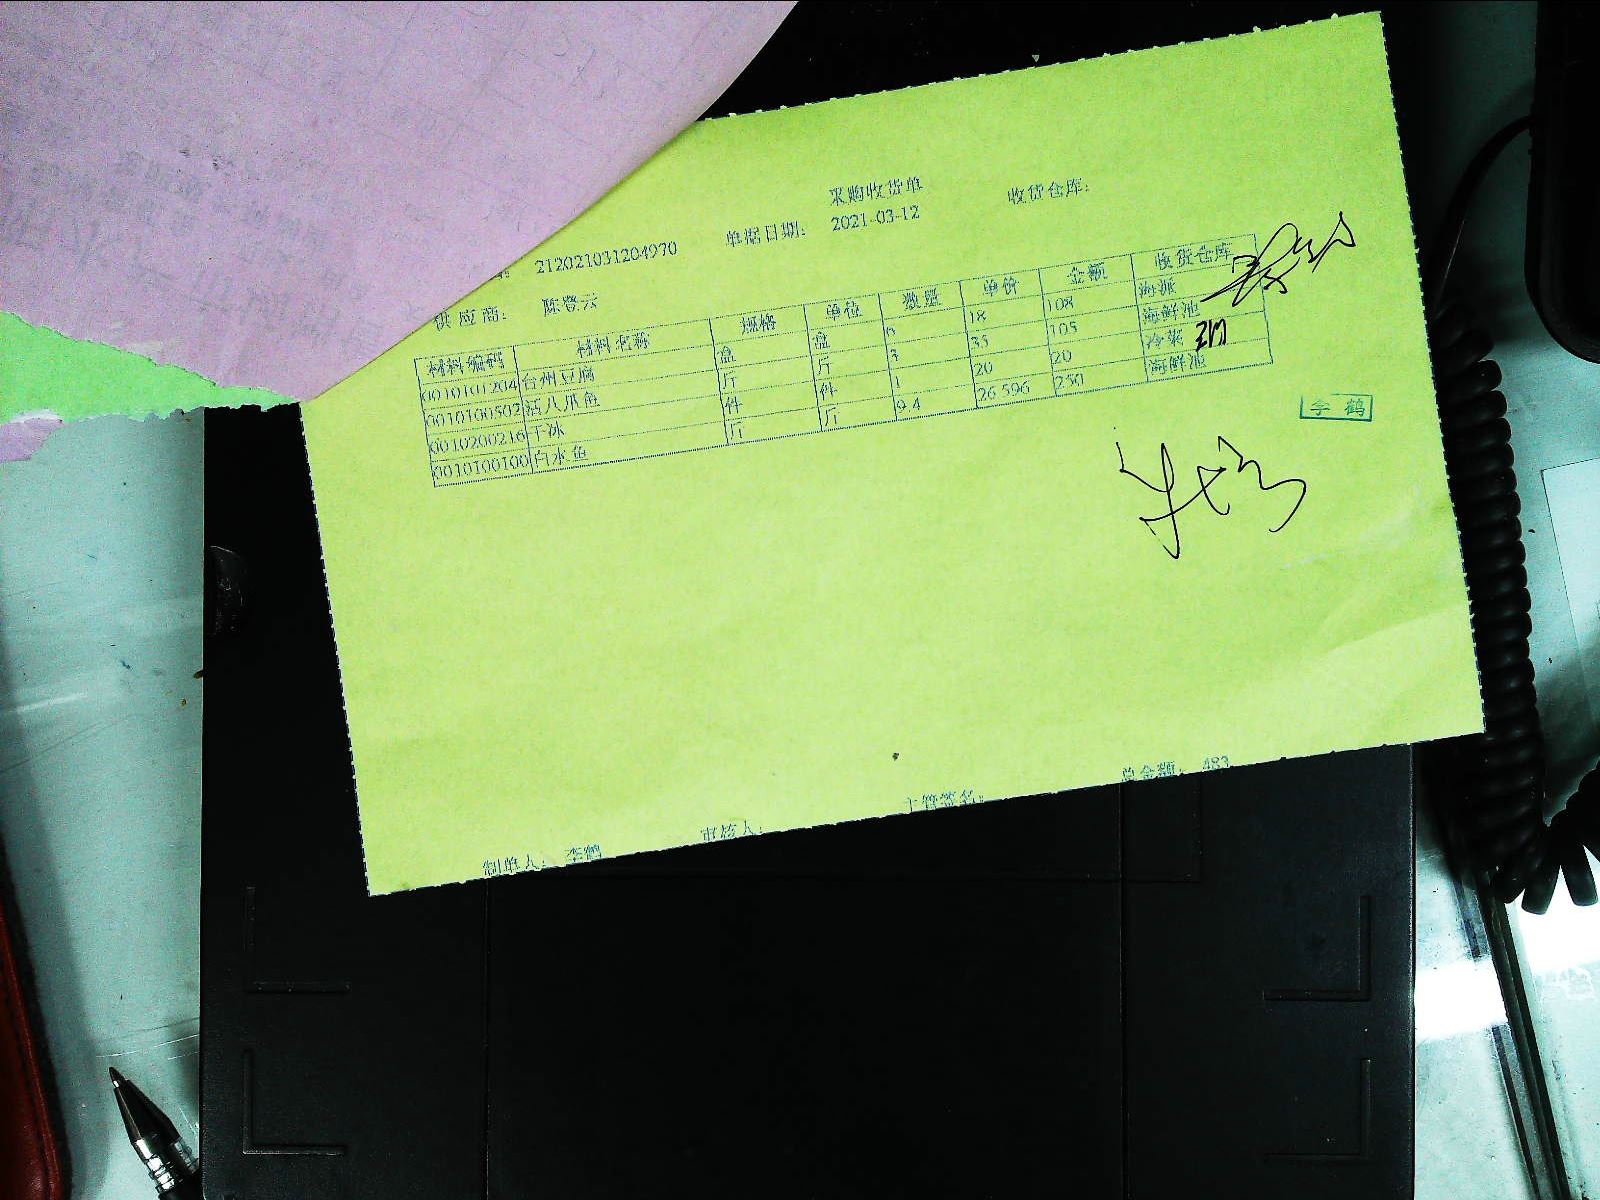 采购收货单
212021031204970 单据日期: 2021-03-12 收货仓库:
供应商: 陈登云
材料编码 材料名称 规格 单位 数量 单价 金额 收货仓库
0010101204 台州豆腐 盒 盒 6 18 108 海派
0010100502 活八爪鱼 斤 斤 3 35 105 海鲜池
0010200216 干冰 件 件 1 20 20 冷菜
0010100100 白水鱼 斤 斤 9.4 26.596 250 海鲜池
李鹤
制单人: 李鹤 审核人: 主管签名: 总金额: 483